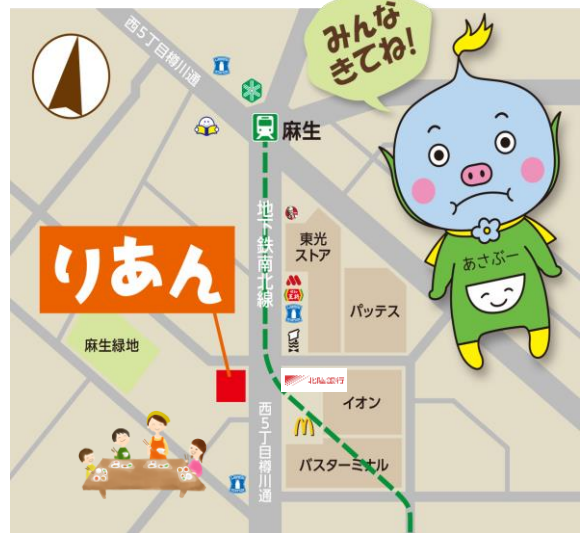 西5丁目樽川通
みんな
きてね!
麻生
地下鉄南北線
東光
ストア
あさぶー
りあん
パッテス
麻生緑地
北陸銀行
イオン
西5丁目樽川通
バスターミナル